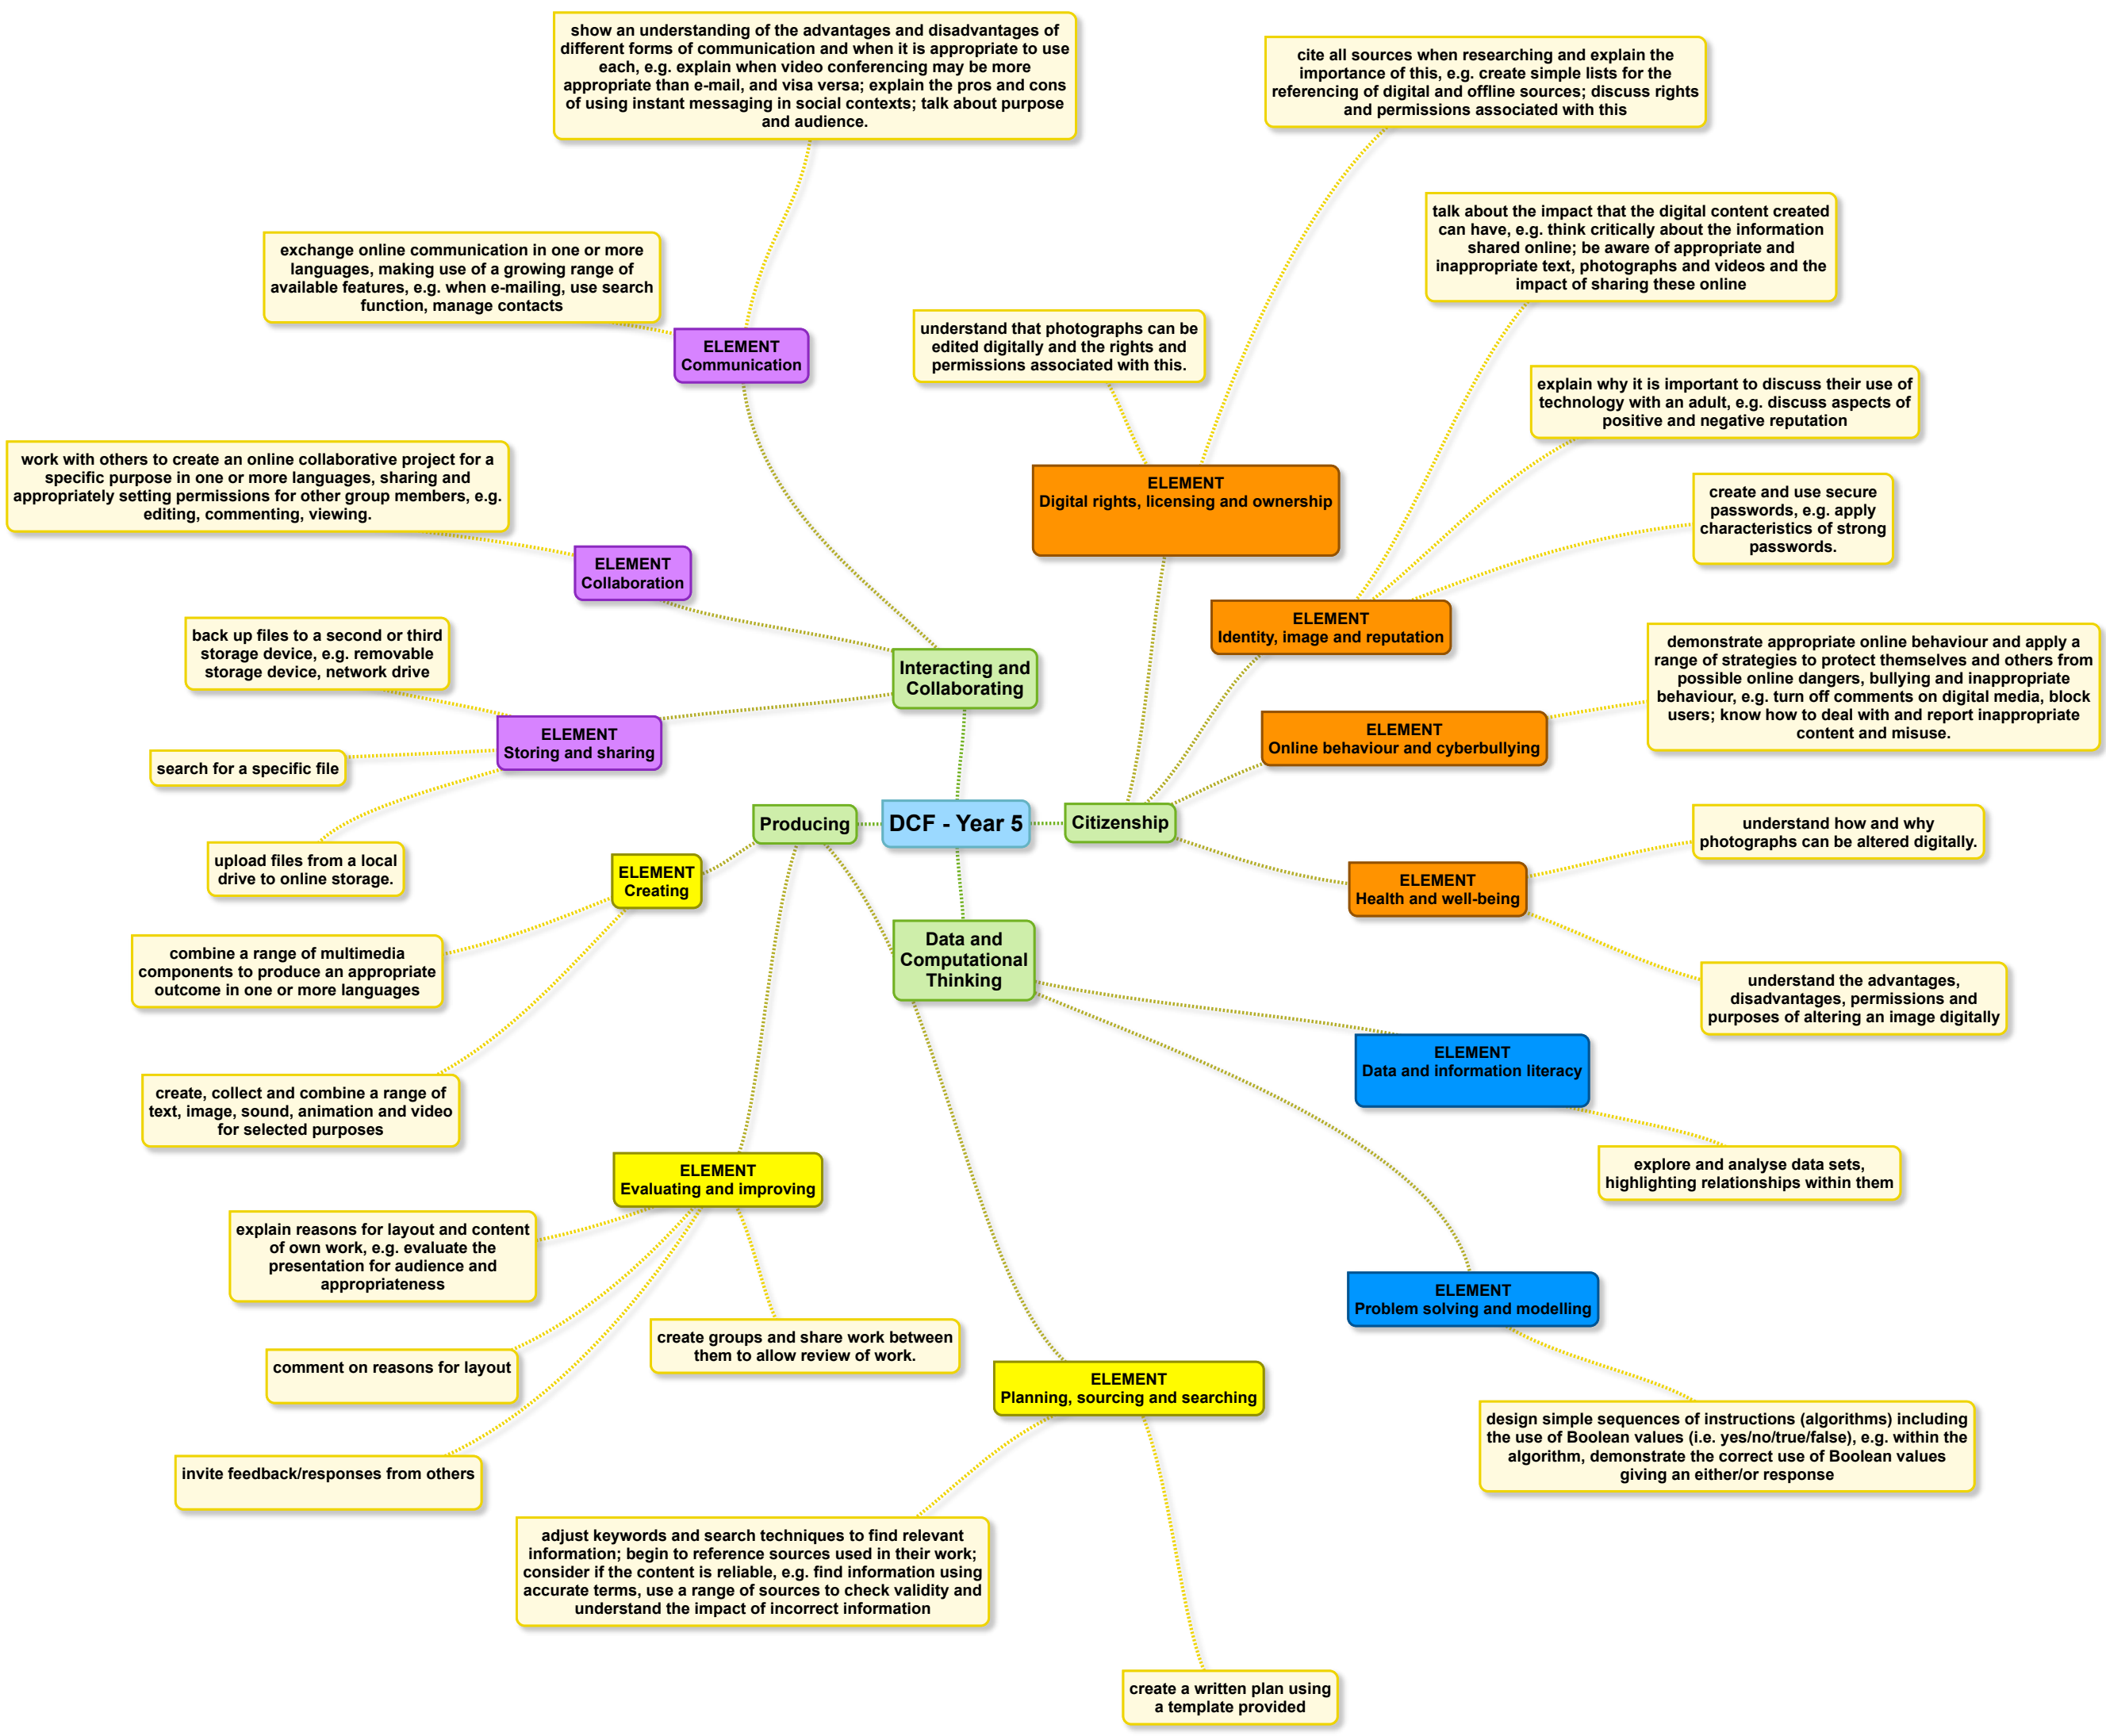 show an understanding of the advantages and disadvantages of
different forms of communication and when it is appropriate to use
each, e.g. explain when video conferencing may be more
appropriate than e-mail, and visa versa; explain the pros and cons
of using instant messaging in social contexts; talk about purpose
and audience.
cite all sources when researching and explain the
importance of this, e.g. create simple lists for the
referencing of digital and offline sources; discuss rights
and permissions associated with this
talk about the impact that the digital content created
can have, e.g. think critically about the information
shared online; be aware of appropriate and
inappropriate text, photographs and videos and the
impact of sharing these online
exchange online communication in one or more
languages, making use of a growing range of
available features, e.g. when e-mailing, use search
function, manage contacts
understand that photographs can be
edited digitally and the rights and
permissions associated with this.
ELEMENT
Communication
explain why it is important to discuss their use of
technology with an adult, e.g. discuss aspects of
positive and negative reputation
work with others to create an online collaborative project for a
specific purpose in one or more languages, sharing and
appropriately setting permissions for other group members, e.g.
editing, commenting, viewing.
ELEMENT
Digital rights, licensing and ownership
create and use secure
passwords, e.g. apply
characteristics of strong
passwords.
ELEMENT
Collaboration
ELEMENT
Identity, image and reputation
back up files to a second or third
storage device, e.g. removable
storage device, network drive
demonstrate appropriate online behaviour and apply a
range of strategies to protect themselves and others from
possible online dangers, bullying and inappropriate
behaviour, e.g. turn off comments on digital media, block
users; know how to deal with and report inappropriate
content and misuse.
Interacting and
Collaborating
ELEMENT
Storing and sharing
ELEMENT
Online behaviour and cyberbullying
search for a specific file
Producing
DCF - Year 5
Citizenship
understand how and why
photographs can be altered digitally.
upload files from a local
drive to online storage.
ELEMENT
Creating
ELEMENT
Health and well-being
Data and
Computational
Thinking
combine a range of multimedia
components to produce an appropriate
outcome in one or more languages
understand the advantages,
disadvantages, permissions and
purposes of altering an image digitally
ELEMENT
Data and information literacy
create, collect and combine a range of
text, image, sound, animation and video
for selected purposes
ELEMENT
Evaluating and improving
explore and analyse data sets,
highlighting relationships within them
explain reasons for layout and content
of own work, e.g. evaluate the
presentation for audience and
appropriateness
ELEMENT
Problem solving and modelling
create groups and share work between
them to allow review of work.
comment on reasons for layout
ELEMENT
Planning, sourcing and searching
design simple sequences of instructions (algorithms) including
the use of Boolean values (i.e. yes/no/true/false), e.g. within the
algorithm, demonstrate the correct use of Boolean values
giving an either/or response
invite feedback/responses from others
adjust keywords and search techniques to find relevant
information; begin to reference sources used in their work;
consider if the content is reliable, e.g. find information using
accurate terms, use a range of sources to check validity and
understand the impact of incorrect information
create a written plan using
a template provided